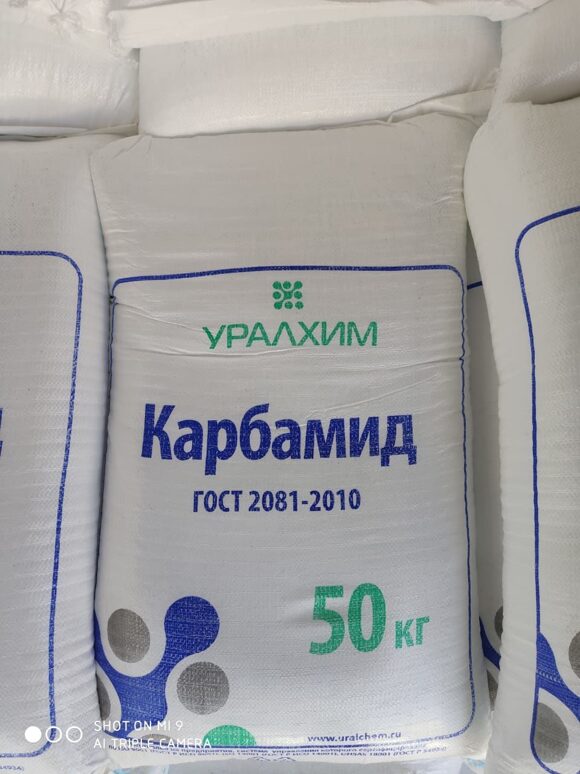 УРАЛХИМ
Карбамид
ГОСТ 2081-2010
50 кг
www.uralchem.ru
SHOT ON MI 9
AI TRIPLE CAMERA